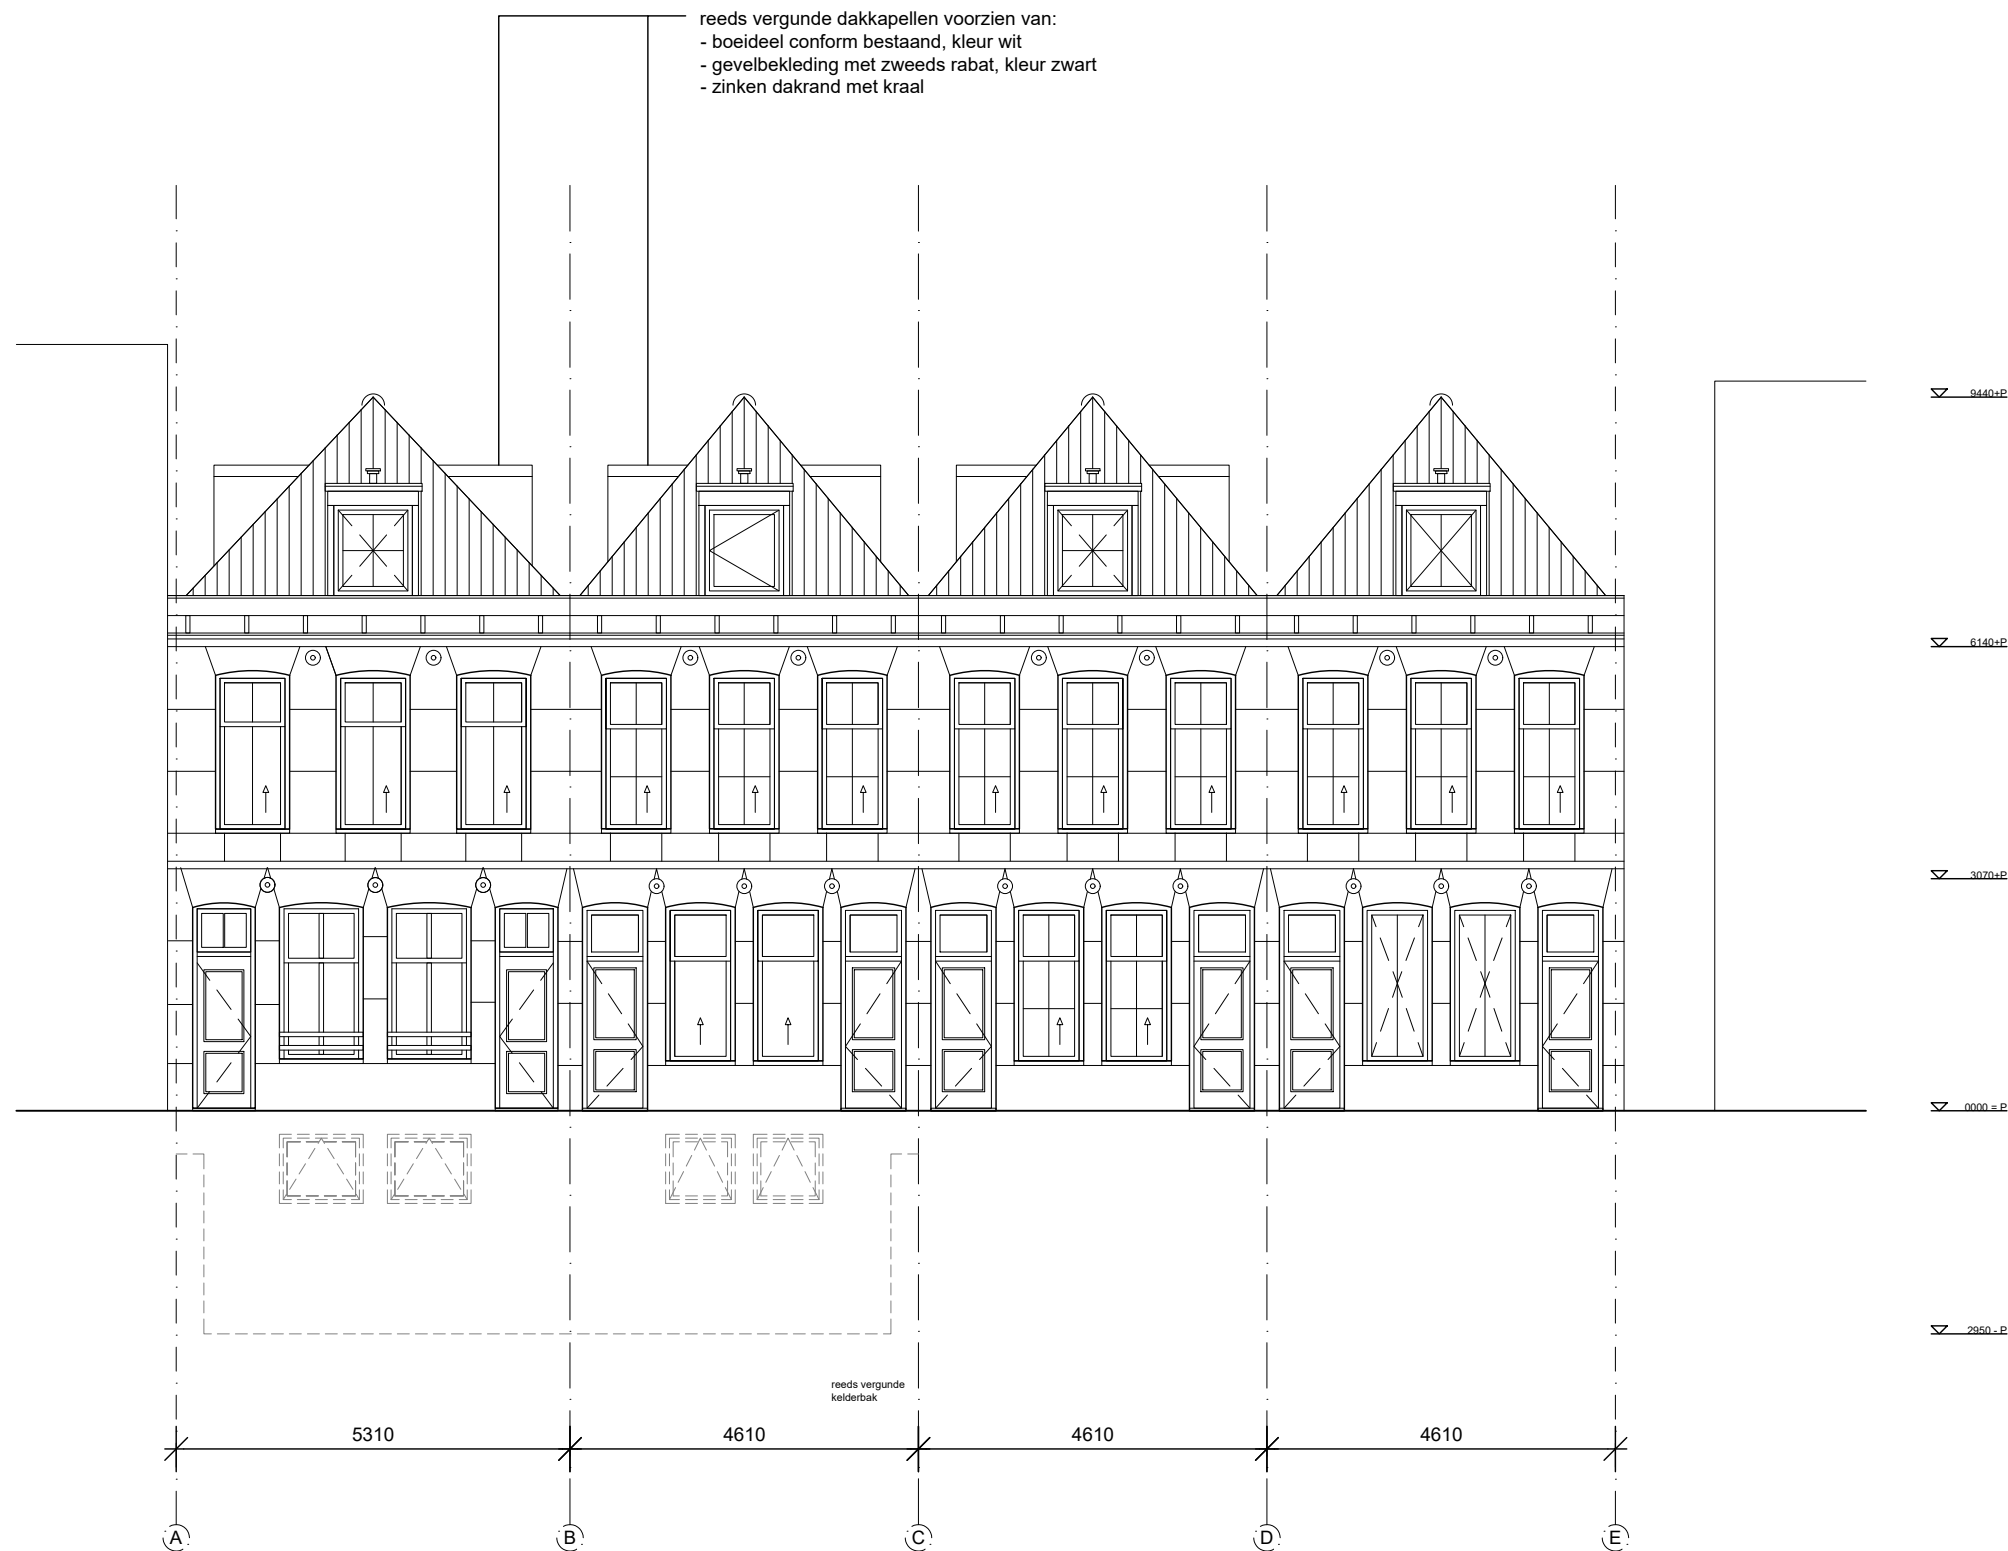 reeds vergunde dakkapellen voorzien van:
- boeideel conform bestaand, kleur wit
- gevelbekleding met zweeds rabat, kleur zwart
- zinken dakrand met kraal
9440+P
6140+P
3070+P
0000 = P
2950 - P
reeds vergunde
kelderbak
5310 4610 4610 4610
A B C D E